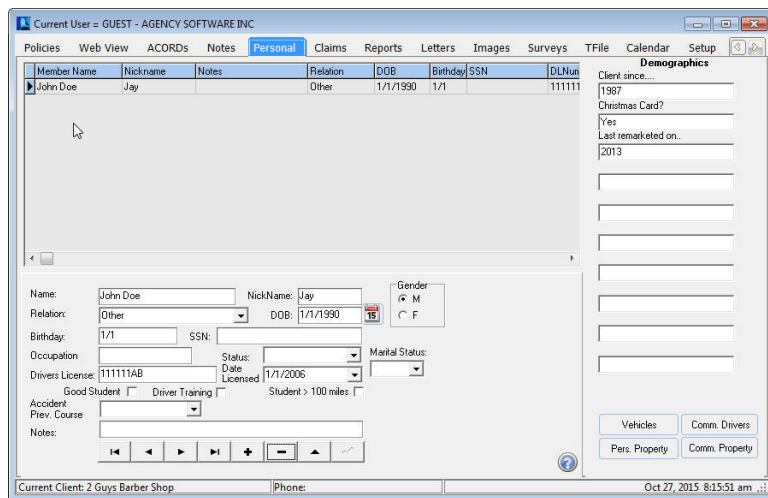 Current User = GUEST - AGENCY SOFTWARE INC
Policies Web View ACORDs Notes Personal Claims Reports Letters Images Surveys TFile Calendar Setup
Member Name Nickname Notes Relation DOB Birthday SSN DLNun
John Doe Jay Other 1/1/1990 1/1 111111
Demographics
Client since....
1987
Christmas Card?
Yes
Last remarketed on..
2013
Name: John Doe NickName: Jay Gender M
Relation: Other DOB: 1/1/1990 15 F
Birthday: 1/1 SSN:
Occupation Status: Marital Status:
Drivers License: 111111AB Date Licensed 1/1/2006
Good Student Driver Training Student > 100 miles
Accident
Prev. Course
Notes:
Vehicles Comm. Drivers
Pers. Property Comm. Property
Current Client: 2 Guys Barber Shop Phone: Oct 27, 2015 8:15:51 am